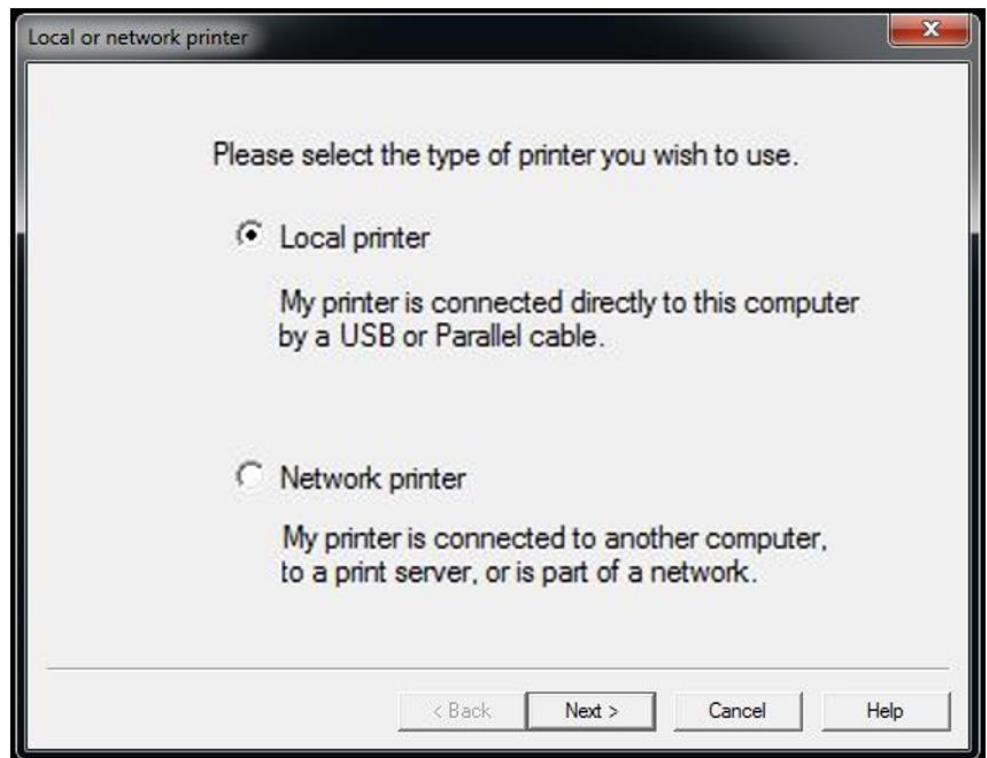 Local or network printer
Please select the type of printer you wish to use.
Local printer
My printer is connected directly to this computer
by a USB or Parallel cable.
Network printer
My printer is connected to another computer,
to a print server, or is part of a network.
< Back Next > Cancel Help